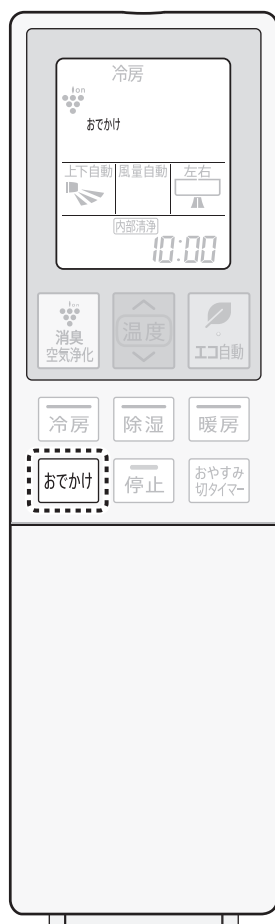 冷房
Ion
おでかけ
上下自動 風量自動 左右
内部清浄
10:00
Ion
消臭
空気浄化
温度
エコ自動
冷房 除湿 暖房
おでかけ 停止 おやすみ
切タイマー